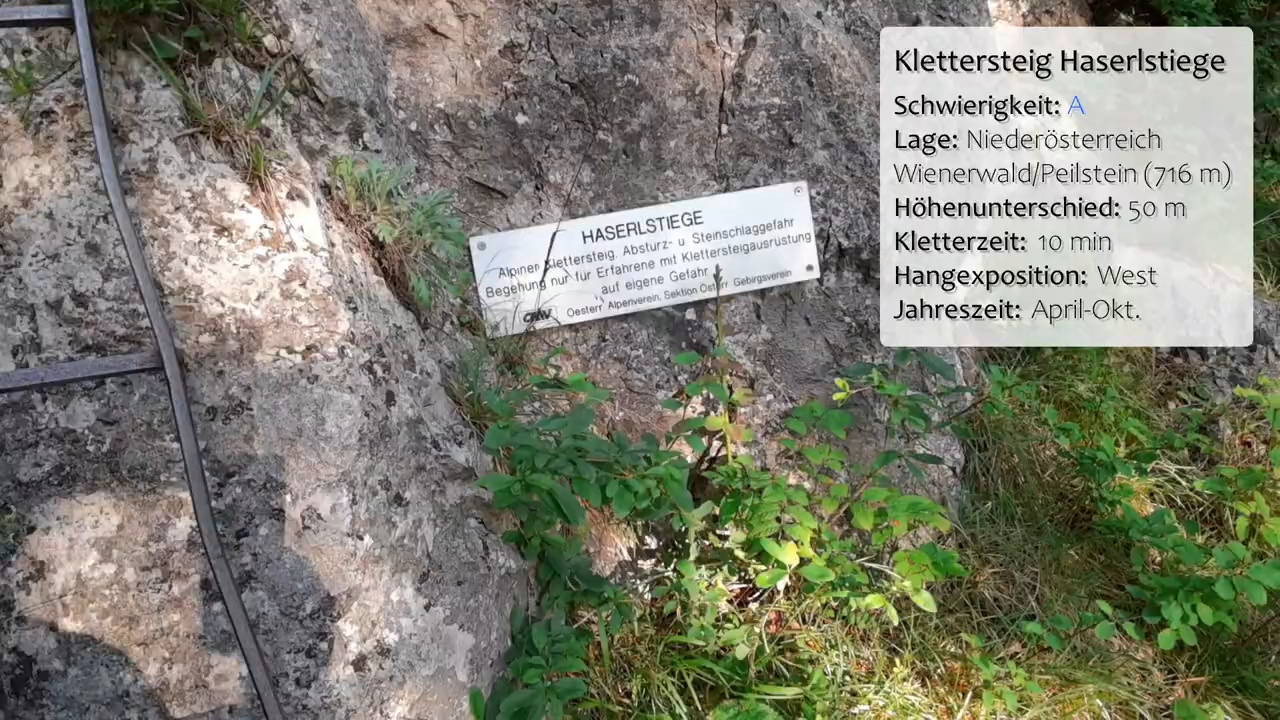 HASERLSTIEGE
Alpiner Klettersteig. Absturz- u Steinschlaggefahr
Begehung nur für Erfahrene mit Klettersteigausrüstung
auf eigene Gefahr
Oesterr Alpenverein, Sektion Österr Gebirgsverein
Klettersteig Haserlstiege
Schwierigkeit: A
Lage: Niederösterreich
Wienerwald/Peilstein (716 m)
Höhenunterschied: 50 m
Kletterzeit: 10 min
Hangexposition: West
Jahreszeit: April-Okt.